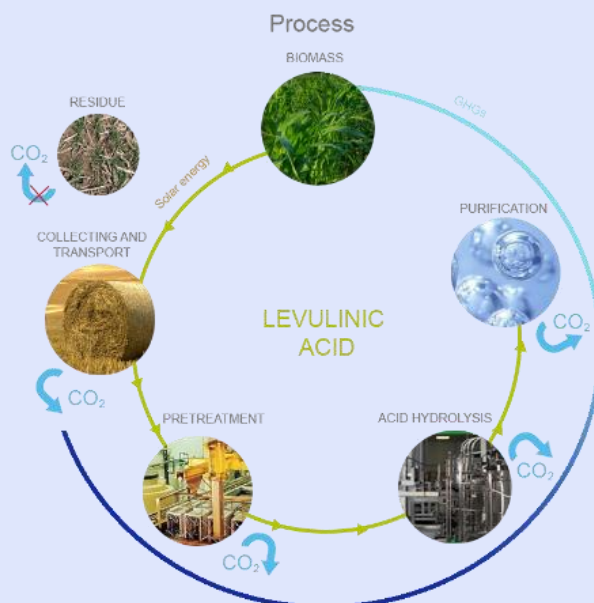 Process
BIOMASS
RESIDUE
GHGs
CO2
Solar energy
PURIFICATION
COLLECTING AND
TRANSPORT
LEVULINIC
ACID
CO2
CO2
PRETREATMENT
ACID HYDROLYSIS
CO2
CO2